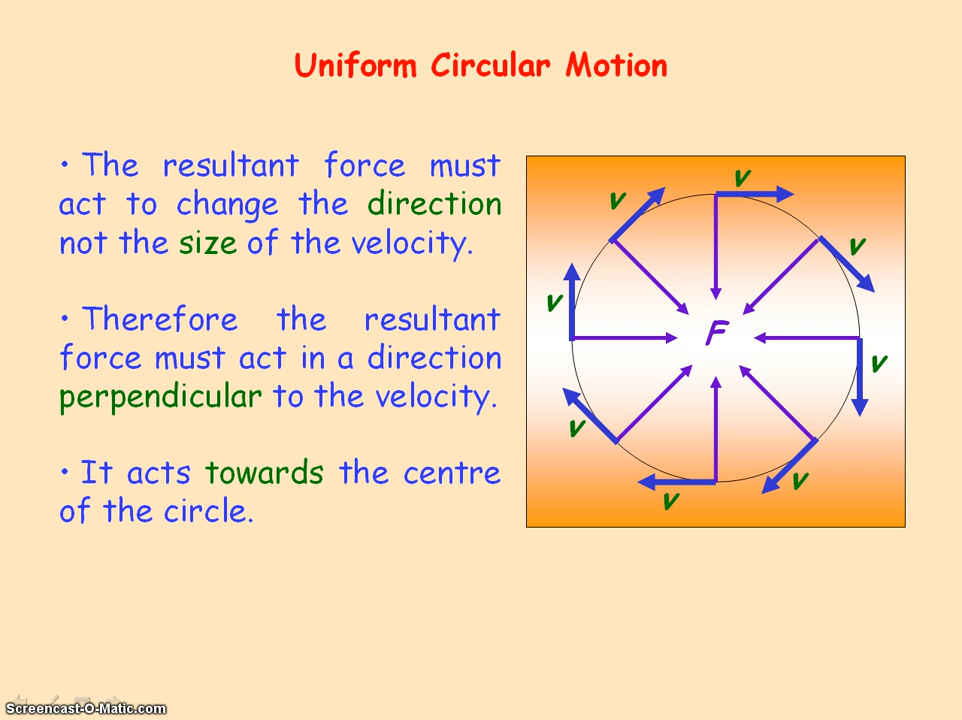 Uniform Circular Motion
• The resultant force must
act to change the direction
not the size of the velocity.
• Therefore the resultant
force must act in a direction
perpendicular to the velocity.
• It acts towards the centre
of the circle.
v
v
v
v
F
v
v
v
v
Screencast-O-Matic.com